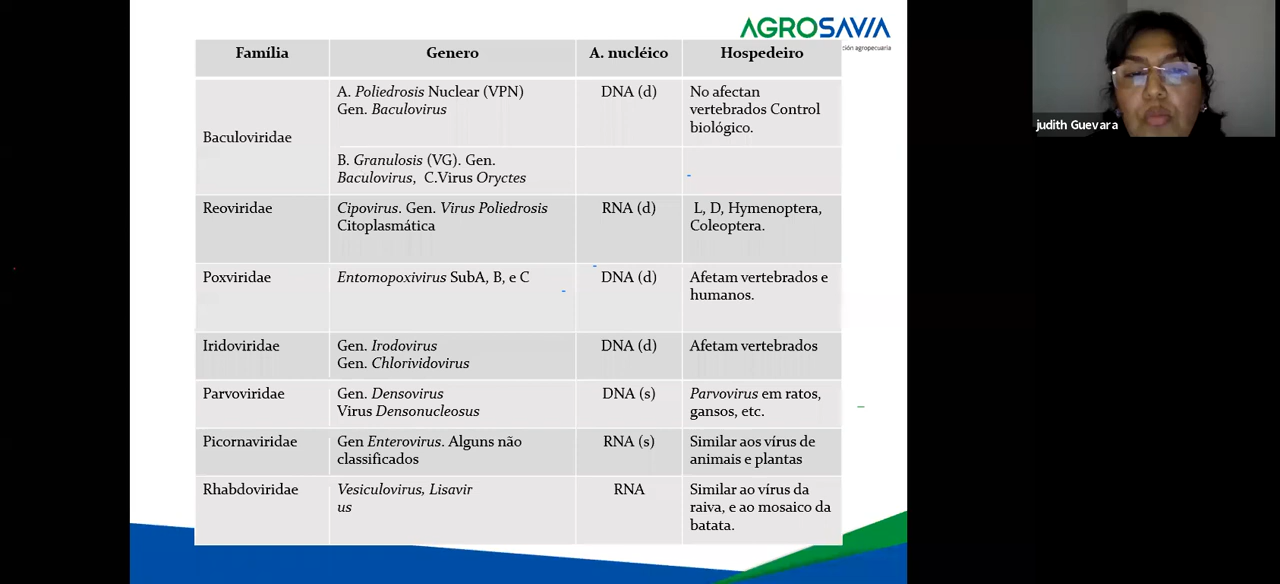 AGROSAVIA
ción agropecuaria
Família Genero A. nucléico Hospedeiro
Baculoviridae
A. Poliedrosis Nuclear (VPN)
Gen. Baculovirus
DNA (d)
No afectan
vertebrados Control
biológico.
B. Granulosis (VG). Gen.
Baculovirus, C.Virus Oryctes
Reoviridae
Cipovirus. Gen. Virus Poliedrosis
Citoplasmática
RNA (d)
L, D, Hymenoptera,
Coleoptera.
Poxviridae
Entomopoxivirus SubA, B, e C
DNA (d)
Afetam vertebrados e
humanos.
Iridoviridae
Gen. Irodovirus
Gen. Chlorividovirus
DNA (d)
Afetam vertebrados
Parvoviridae
Gen. Densovirus
Virus Densonucleosus
DNA (s)
Parvovirus em ratos,
gansos, etc.
Picornaviridae
Gen Enterovirus. Alguns não
classificados
RNA (s)
Similar aos vírus de
animais e plantas
Rhabdoviridae
Vesiculovirus, Lisavir
us
RNA
Similar ao vírus da
raiva, e ao mosaico da
batata.
judith Guevara